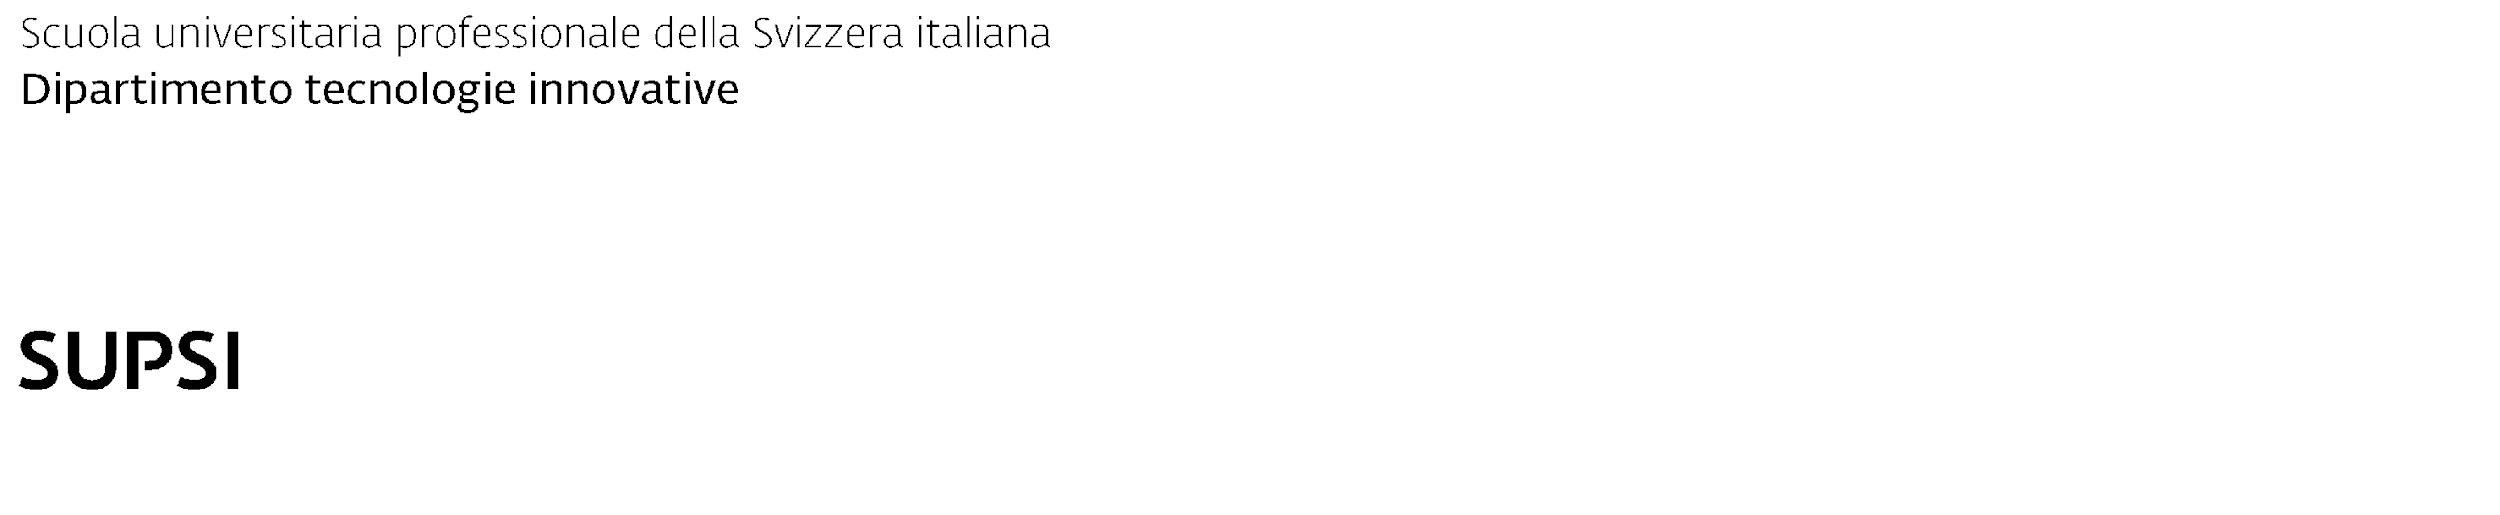 Scuola universitaria professionale della Svizzera italiana
Dipartimento tecnologie innovative
SUPSI